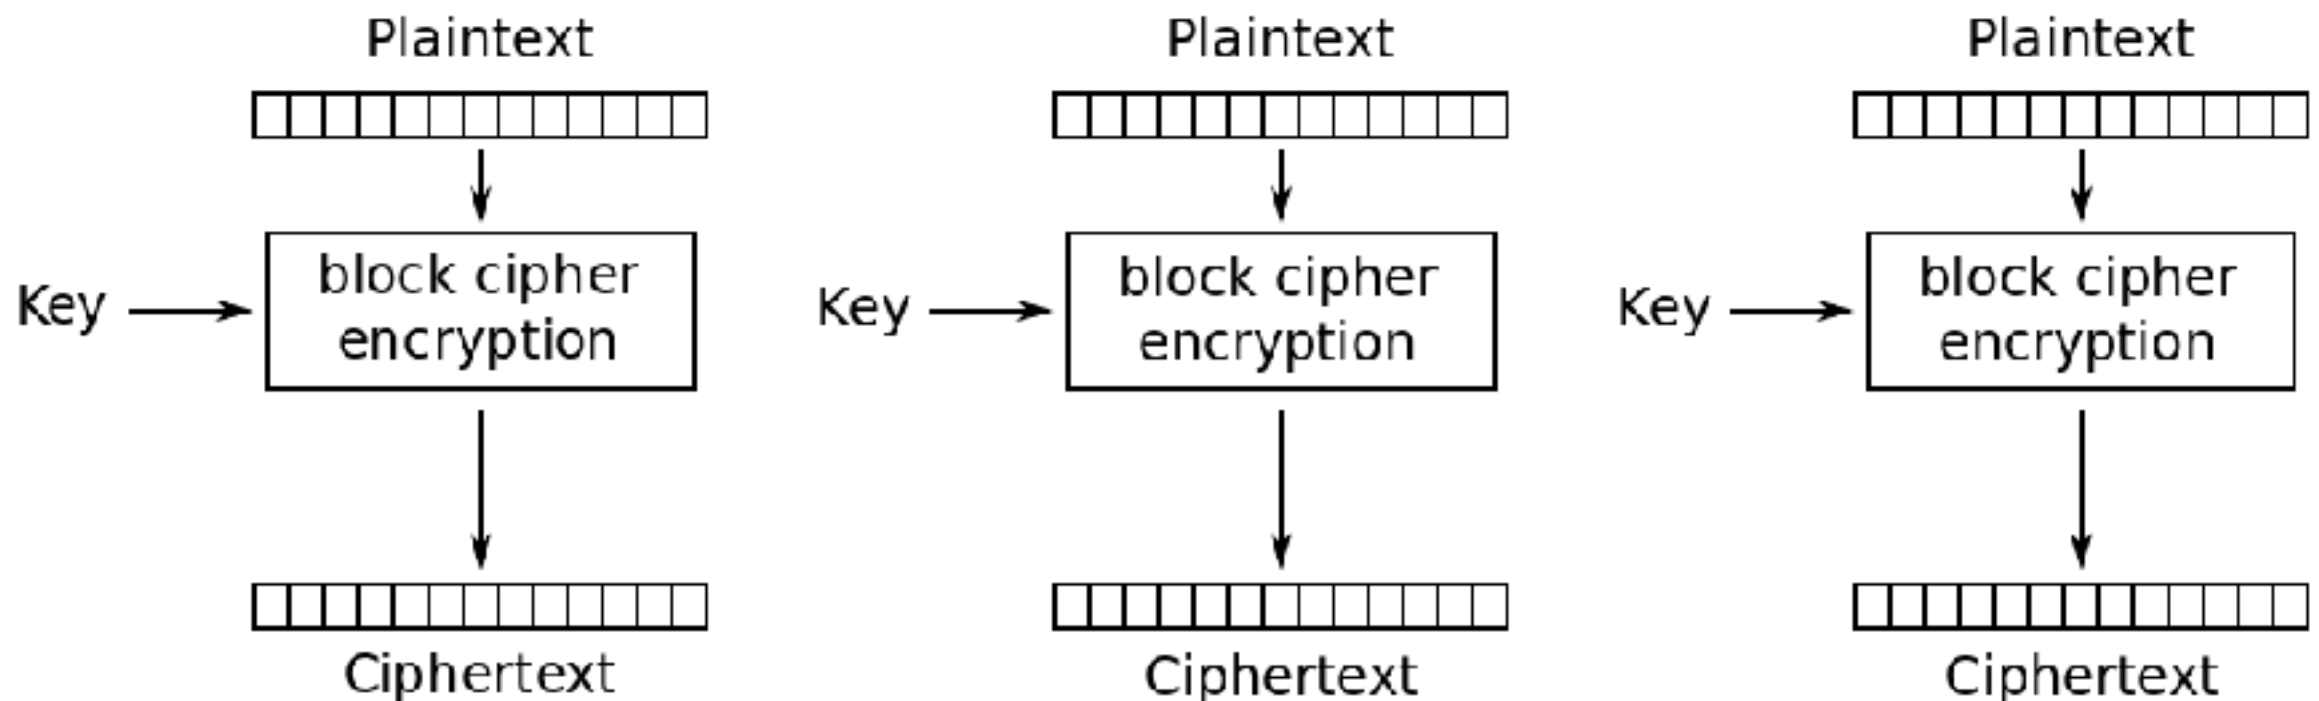 Plaintext
Plaintext
Plaintext
Key
block cipher
encryption
Key
block cipher
encryption
Key
block cipher
encryption
Ciphertext
Ciphertext
Ciphertext